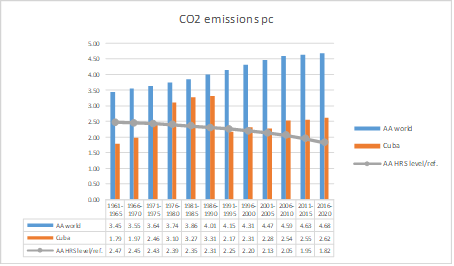 CO2 emissions pc
5.00
4.50
4.00
3.50
3.00
2.50
2.00
1.50
1.00
0.50
0.00
AA world
Cuba
AA HRS level/ref.
1961-1965 1966-1970 1971-1975 1976-1980 1981-1985 1986-1990 1991-1995 1996-2000 2001-2005 2006-2010 2011-2015 2016-2020
AA world 3.45 3.55 3.64 3.74 3.86 4.01 4.15 4.31 4.47 4.59 4.63 4.68
Cuba 1.79 1.97 2.46 3.10 3.27 3.31 2.17 2.31 2.28 2.54 2.55 2.62
AA HRS level/ref. 2.47 2.45 2.43 2.39 2.35 2.31 2.25 2.20 2.13 2.05 1.95 1.82